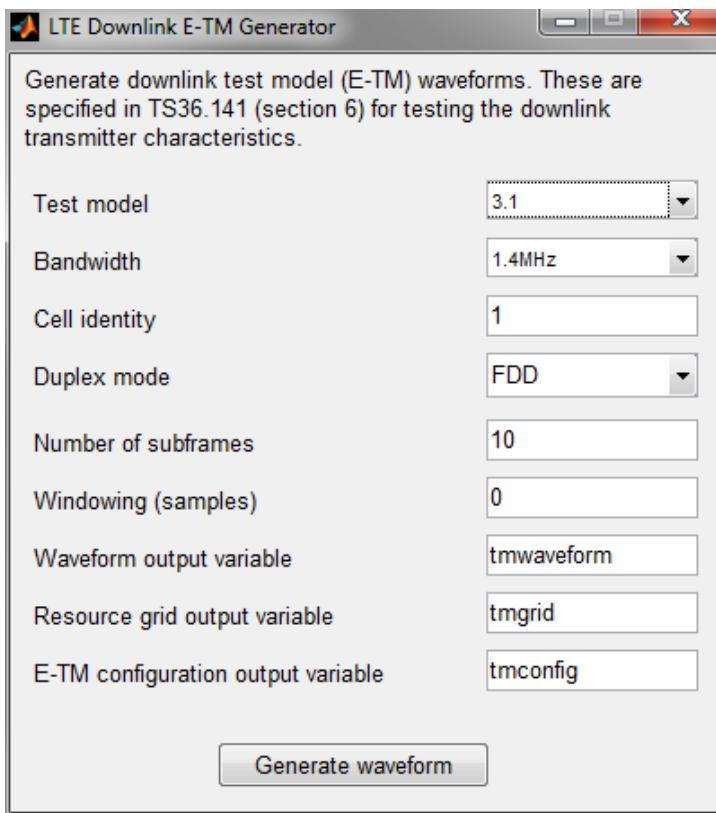 LTE Downlink E-TM Generator
Generate downlink test model (E-TM) waveforms. These are
specified in TS36.141 (section 6) for testing the downlink
transmitter characteristics.
Test model 3.1
Bandwidth 1.4MHz
Cell identity 1
Duplex mode FDD
Number of subframes 10
Windowing (samples) 0
Waveform output variable tmwaveform
Resource grid output variable tmgrid
E-TM configuration output variable tmconfig
Generate waveform